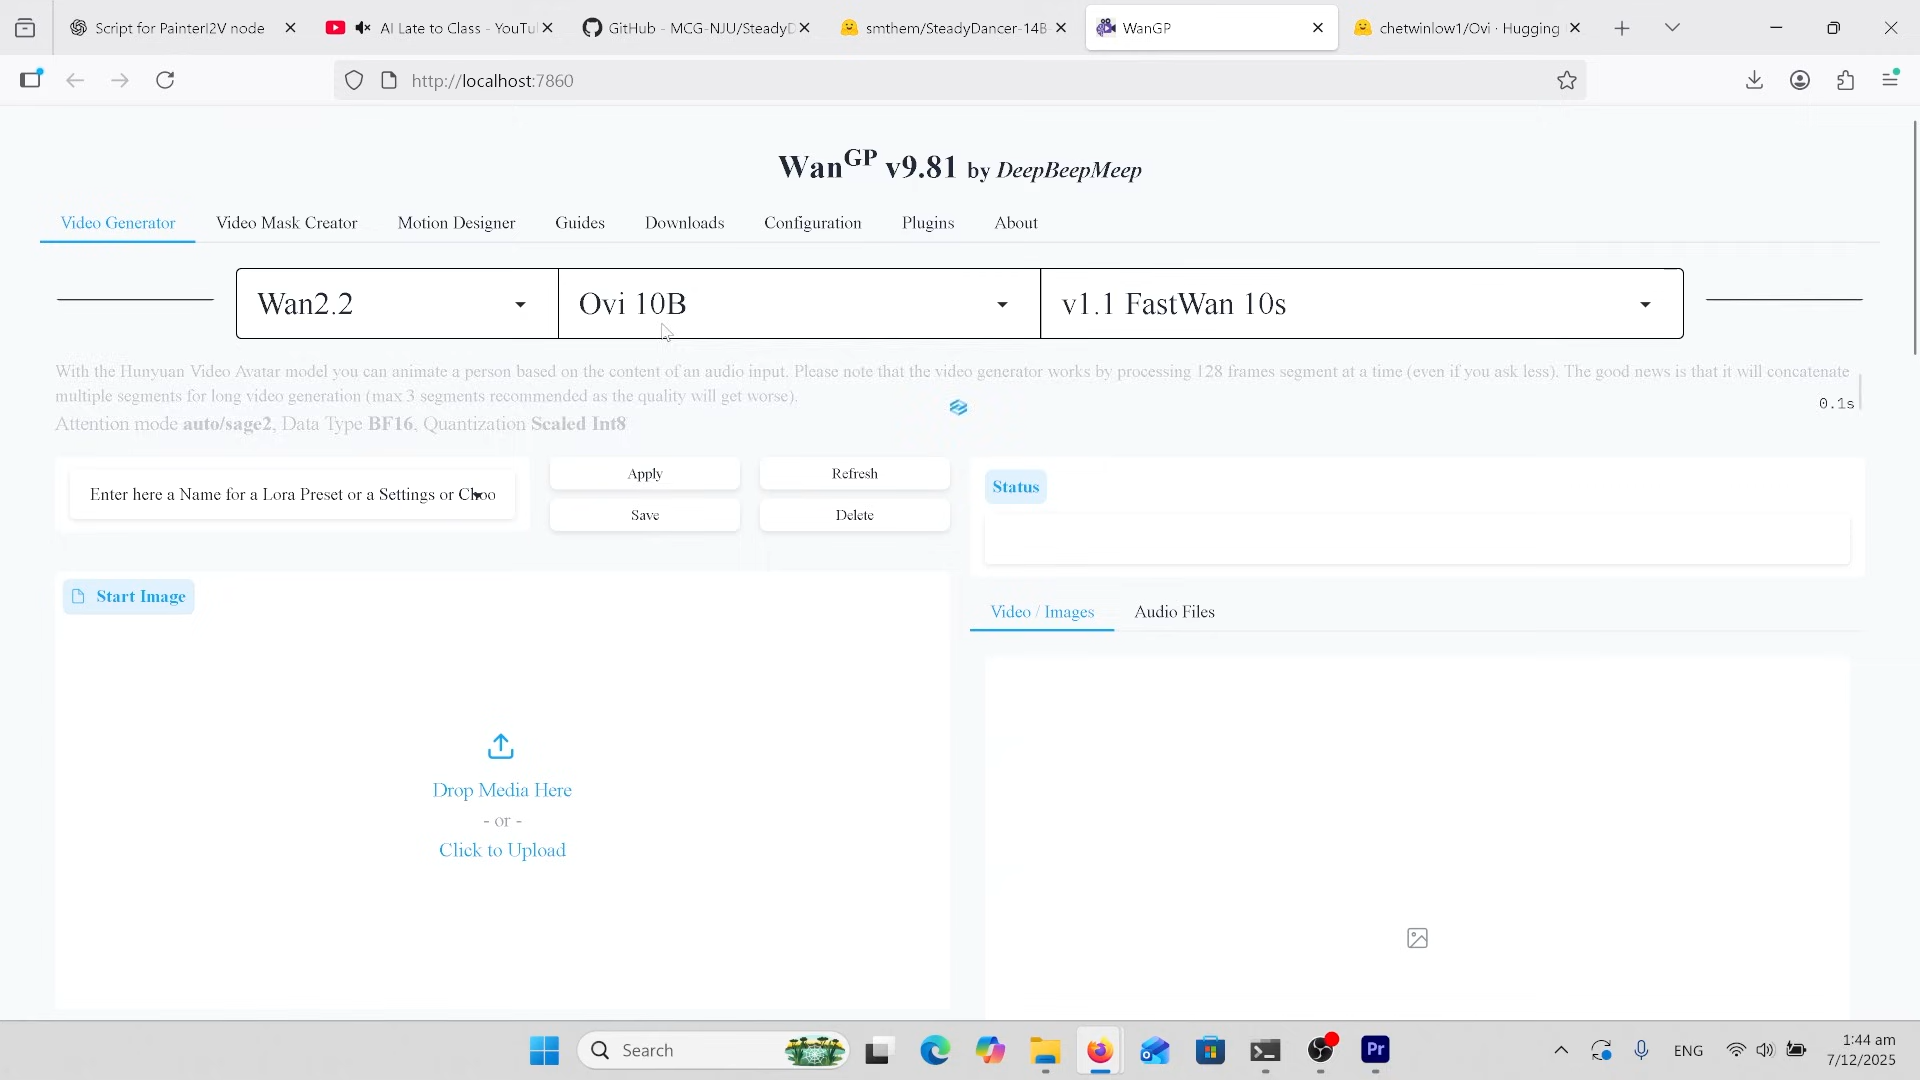 Script for PainterI2V node
AI Late to Class - YouTu
GitHub - MCG-NJU/SteadyD
smthem/SteadyDancer-14B
WanGP
chetwinlow1/Ovi · Hugging
http://localhost:7860
WanGP v9.81 by DeepBeepMeep
Video Generator
Video Mask Creator
Motion Designer
Guides
Downloads
Configuration
Plugins
About
Wan2.2
Ovi 10B
v1.1 FastWan 10s
With the Hunyuan Video Avatar model you can animate a person based on the content of an audio input. Please note that the video generator works by processing 128 frames segment at a time (even if you ask less). The good news is that it will concatenate
multiple segments for long video generation (max 3 segments recommended as the quality will get worse).
0.1s
Attention mode auto/sage2, Data Type BF16, Quantization Scaled Int8
Enter here a Name for a Lora Preset or a Settings or Choo
Apply
Refresh
Save
Delete
Status
Start Image
Video / Images
Audio Files
Drop Media Here
- or -
Click to Upload
Search
Pr
ENG
1:44 am
7/12/2025